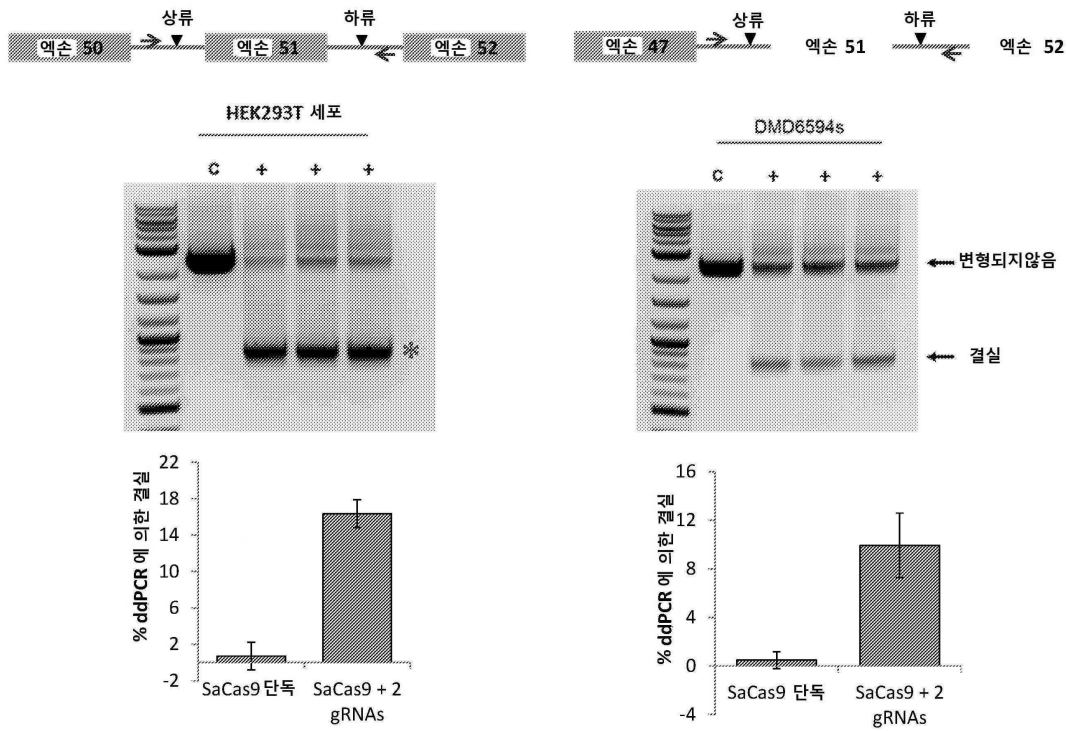 상류 하류
엑손 50 엑손 51 엑손 52
HEK293T 세포
C + + +
*
% ddPCR 에 의한 결실
22
18
14
10
6
2
-2
SaCas9 단독 SaCas9 + 2 gRNAs
상류 하류
엑손 47 엑손 51 엑손 52
DMD6594s
C + + +
변형되지않음
결실
% ddPCR 에 의한 결실
16
12
8
4
0
-4
SaCas9 단독 SaCas9 + 2 gRNAs